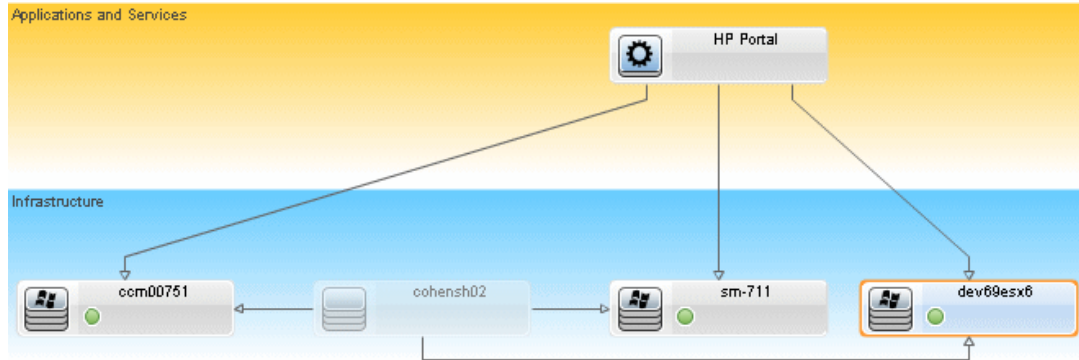 Applications and Services
HP Portal
Infrastructure
ccm00751
cohensh02
sm-711
dev69esx6